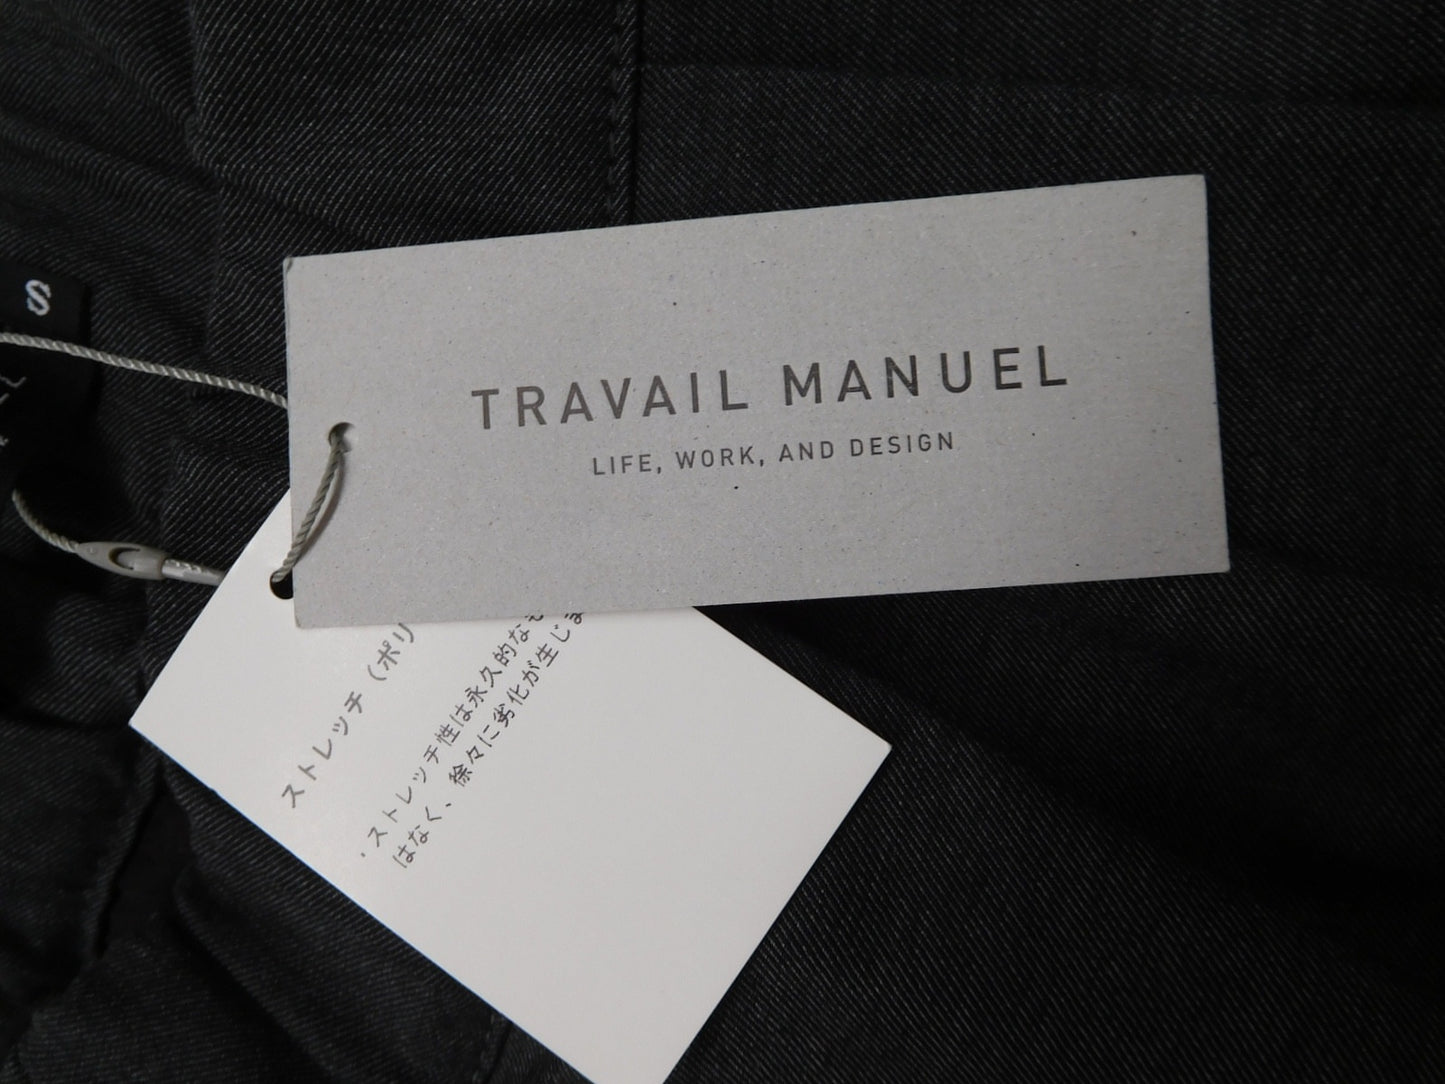 S
TRAVAIL MANUEL
LIFE, WORK, AND DESIGN
ストレッチ（ポリ
・ストレッチ性は永久的な
はなく、徐々に劣化が生じま